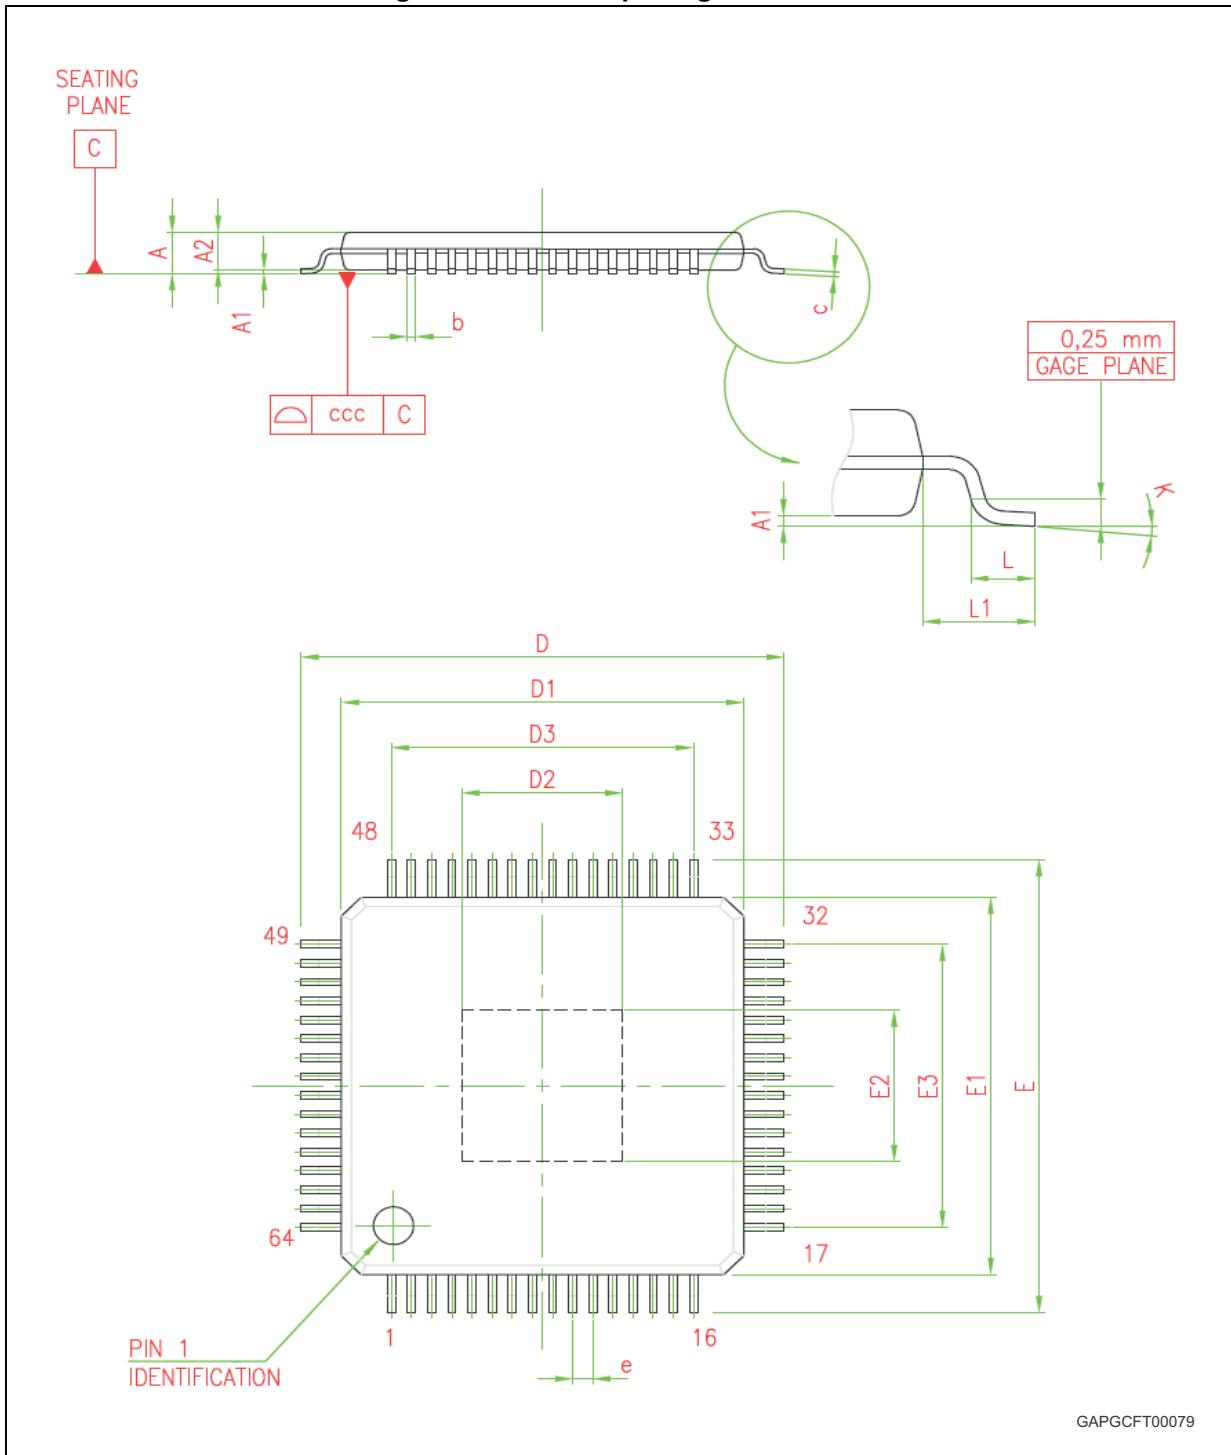 SEATING
PLANE
C
A
A2
A1
b
c
ccc
C
0,25 mm
GAGE PLANE
K
A1
L
L1
D
D1
D3
D2
48
33
49
32
E2
E3
E1
E
64
17
1
16
PIN 1
IDENTIFICATION
e
GAPGCFT00079